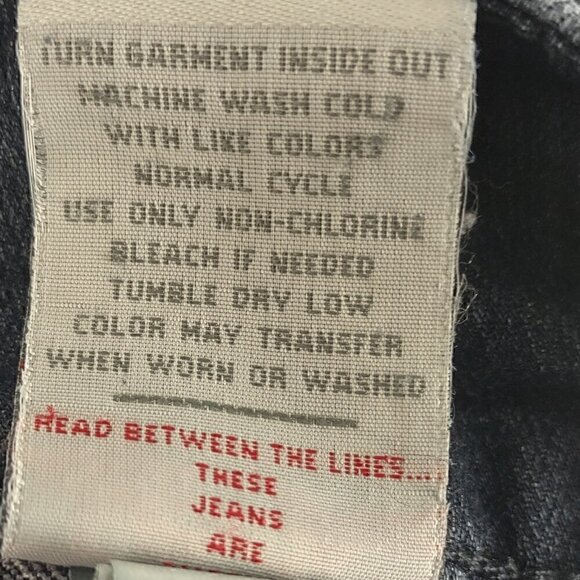 TURN GARMENT INSIDE OUT
MACHINE WASH COLD
WITH LIKE COLORS
NORMAL CYCLE
USE ONLY NON-CHLORINE
BLEACH IF NEEDED
TUMBLE DRY LOW
COLOR MAY TRANSFER
WHEN WORN OR WASHED
READ BETWEEN THE LINES....
THESE
JEANS
ARE